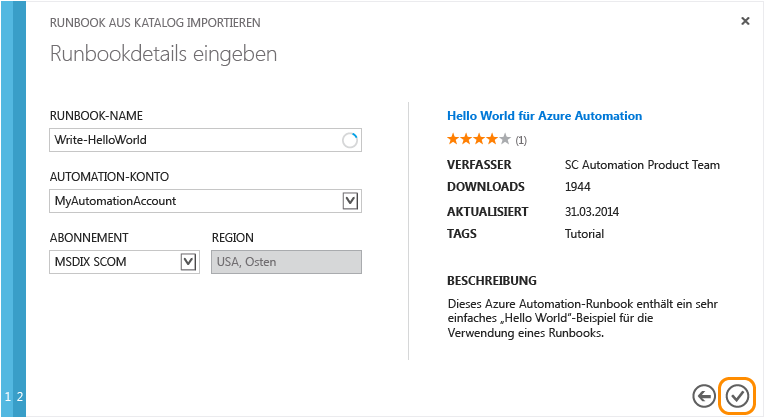 RUNBOOK AUS KATALOG IMPORTIEREN
Runbookdetails eingeben
RUNBOOK-NAME
Write-HelloWorld
AUTOMATION-KONTO
MyAutomationAccount
ABONNEMENT
REGION
MSDIX SCOM
USA, Osten
Hello World für Azure Automation
(1)
VERFASSER SC Automation Product Team
DOWNLOADS 1944
AKTUALISIERT 31.03.2014
TAGS Tutorial
BESCHREIBUNG
Dieses Azure Automation-Runbook enthält ein sehr
einfaches „Hello World“-Beispiel für die
Verwendung eines Runbooks.
1 2